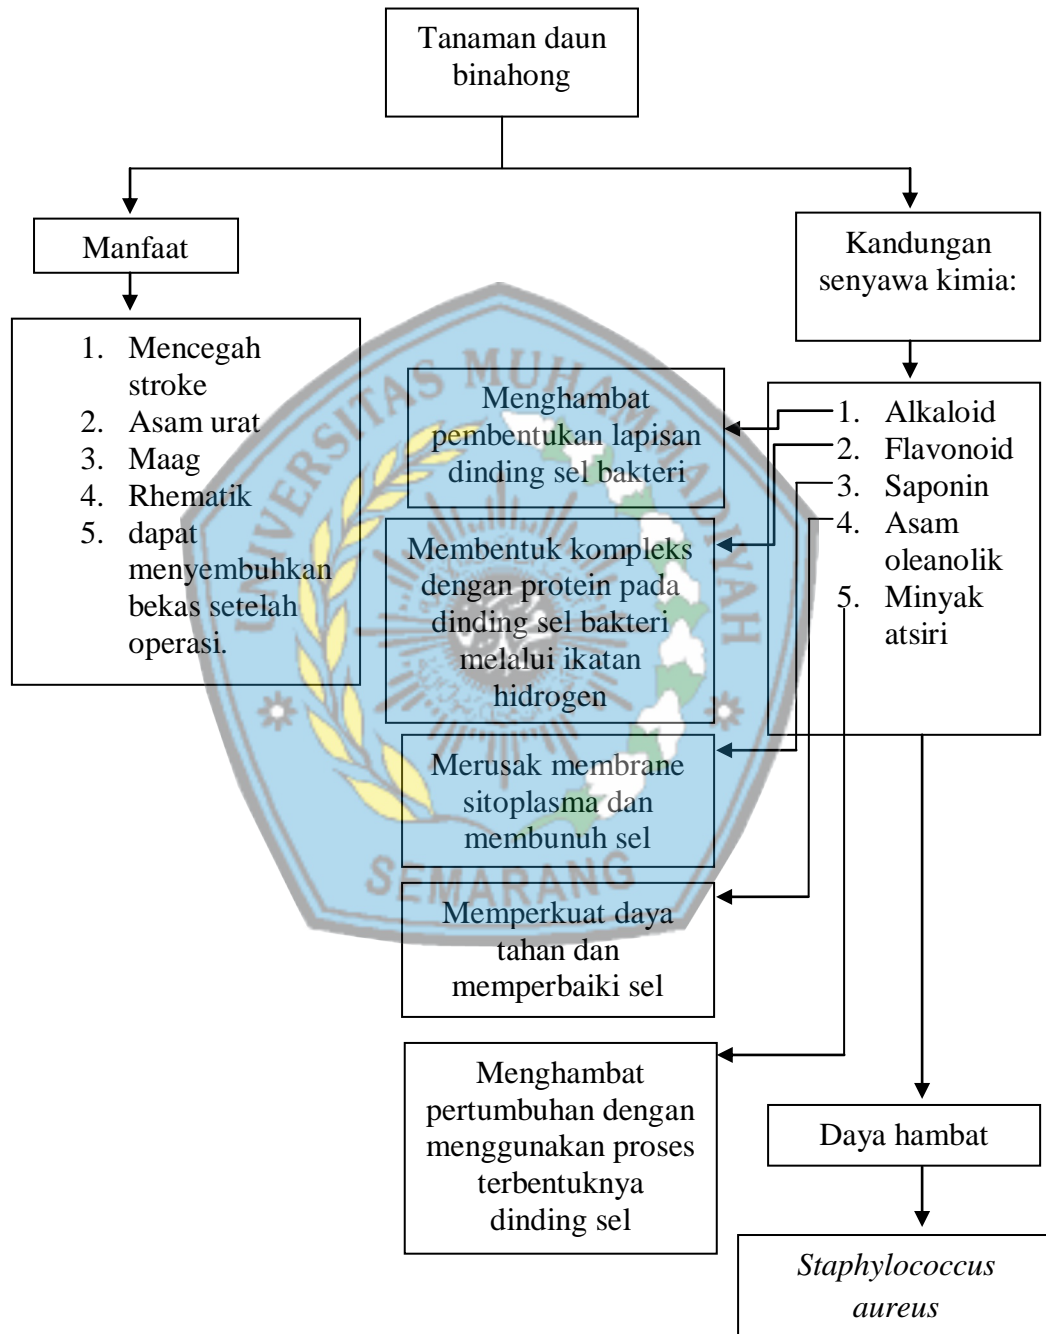 Tanaman daun
binahong
Manfaat
Kandungan
senyawa kimia:
1. Mencegah
stroke
2. Asam urat
3. Maag
4. Rhematik
5. dapat
menyembuhkan
bekas setelah
operasi.
Menghambat
pembentukan lapisan
dinding sel bakteri
1. Alkaloid
2. Flavonoid
3. Saponin
4. Asam
oleanolik
5. Minyak
atsiri
Membentuk kompleks
dengan protein pada
dinding sel bakteri
melalui ikatan
hidrogen
Merusak membrane
sitoplasma dan
membunuh sel
Memperkuat daya
tahan dan
memperbaiki sel
Menghambat
pertumbuhan dengan
menggunakan proses
terbentuknya
dinding sel
Daya hambat
Staphylococcus
aureus
UNIVERSITAS MUHAMMADIYAH
SEMARANG